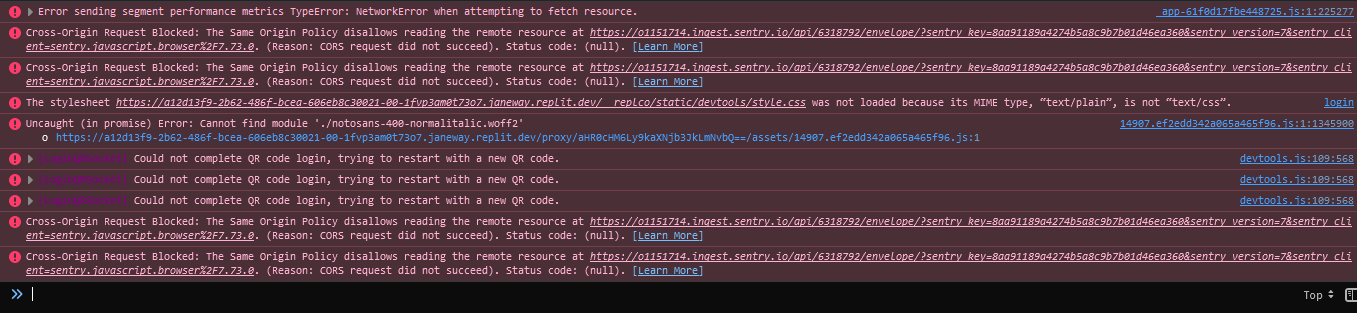 Error sending segment performance metrics TypeError: NetworkError when attempting to fetch resource. _app-61f0d17fbe448725.js:1:225277
Cross-Origin Request Blocked: The Same Origin Policy disallows reading the remote resource at https://o1151714.ingest.sentry.io/api/6318792/envelope/?sentry_key=8aa91189a4274b5a8c9b7b01d46ea360&sentry_version=7&sentry_cli
ent=sentry.javascript.browser%2F7.73.0. (Reason: CORS request did not succeed). Status code: (null). [Learn More]
Cross-Origin Request Blocked: The Same Origin Policy disallows reading the remote resource at https://o1151714.ingest.sentry.io/api/6318792/envelope/?sentry_key=8aa91189a4274b5a8c9b7b01d46ea360&sentry_version=7&sentry_cli
ent=sentry.javascript.browser%2F7.73.0. (Reason: CORS request did not succeed). Status code: (null). [Learn More]
The stylesheet https://a12d13f9-2b62-486f-bcea-606eb8c30021-00-1fvp3am0t73o7.janeway.replit.dev/__replco/static/devtools/style.css was not loaded because its MIME type, “text/plain”, is not “text/css”. login
Uncaught (in promise) Error: Cannot find module './notosans-400-normalitalic.woff2' 14907.ef2edd342a065a465f96.js:1:1345900
https://a12d13f9-2b62-486f-bcea-606eb8c30021-00-1fvp3am0t73o7.janeway.replit.dev/proxy/aHR0cHM6Ly9kaXNjb3JkLmNvbQ==/assets/14907.ef2edd342a065a465f96.js:1
Could not complete QR code login, trying to restart with a new QR code. devtools.js:109:568
Could not complete QR code login, trying to restart with a new QR code. devtools.js:109:568
Could not complete QR code login, trying to restart with a new QR code. devtools.js:109:568
Cross-Origin Request Blocked: The Same Origin Policy disallows reading the remote resource at https://o1151714.ingest.sentry.io/api/6318792/envelope/?sentry_key=8aa91189a4274b5a8c9b7b01d46ea360&sentry_version=7&sentry_cli
ent=sentry.javascript.browser%2F7.73.0. (Reason: CORS request did not succeed). Status code: (null). [Learn More]
Cross-Origin Request Blocked: The Same Origin Policy disallows reading the remote resource at https://o1151714.ingest.sentry.io/api/6318792/envelope/?sentry_key=8aa91189a4274b5a8c9b7b01d46ea360&sentry_version=7&sentry_cli
ent=sentry.javascript.browser%2F7.73.0. (Reason: CORS request did not succeed). Status code: (null). [Learn More]
Top